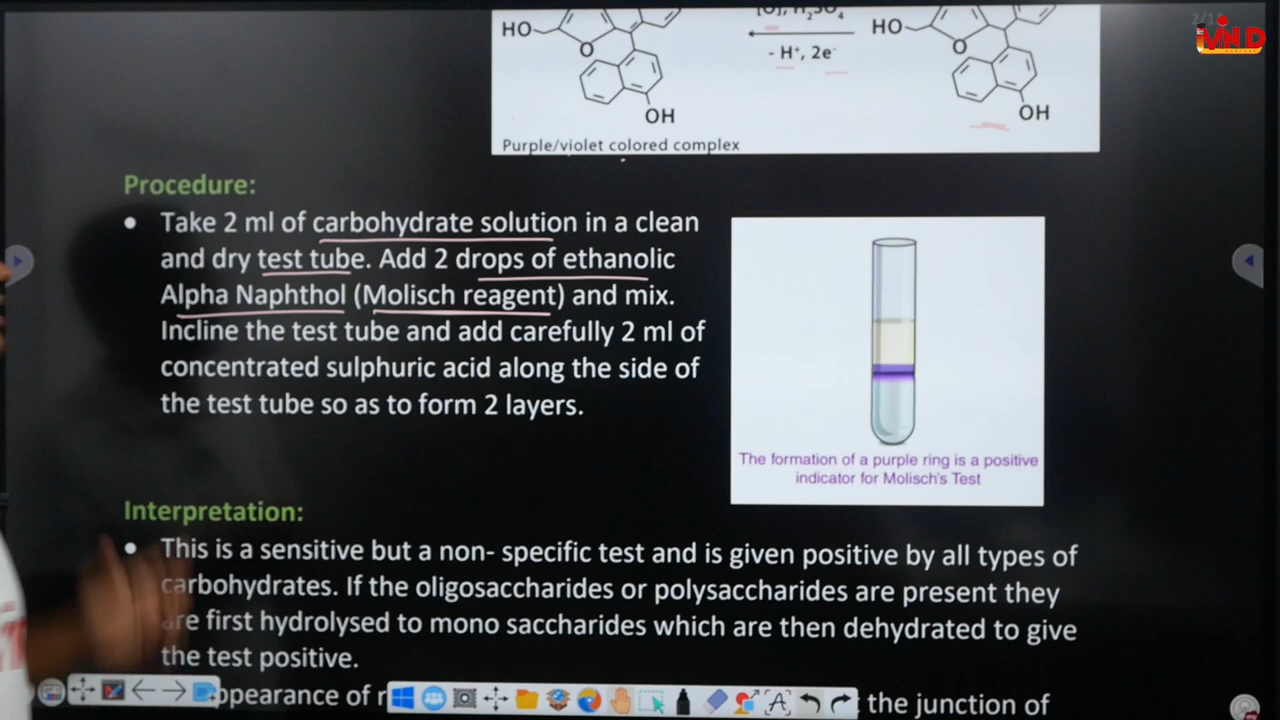 [O], H₂SO₄
HO
O
- H⁺, 2e⁻
HO
O
OH
OH
Purple/violet colored complex
2/1
MIND
Procedure:
• Take 2 ml of carbohydrate solution in a clean
and dry test tube. Add 2 drops of ethanolic
Alpha Naphthol (Molisch reagent) and mix.
Incline the test tube and add carefully 2 ml of
concentrated sulphuric acid along the side of
the test tube so as to form 2 layers.
The formation of a purple ring is a positive
indicator for Molisch's Test
Interpretation:
• This is a sensitive but a non- specific test and is given positive by all types of
carbohydrates. If the oligosaccharides or polysaccharides are present they
are first hydrolysed to mono saccharides which are then dehydrated to give
the test positive.
ppearance of the junction of